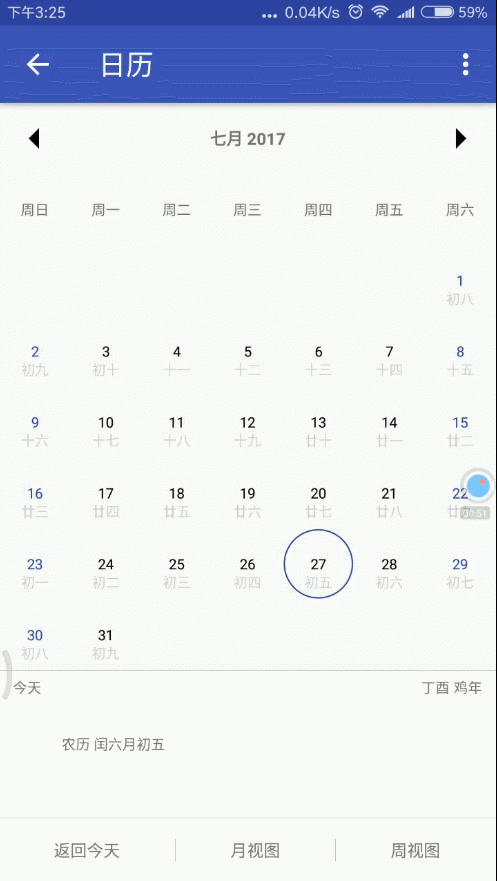 下午3:25 ... 0.04K/s 59%
日历
七月 2017
周日 周一 周二 周三 周四 周五 周六
1
初八
2 3 4 5 6 7 8
初九 初十 十一 十二 十三 十四 十五
9 10 11 12 13 14 15
十六 十七 十八 十九 廿十 廿一 廿二
16 17 18 19 20 21 22
廿三 廿四 廿五 廿六 廿七 廿八
23 24 25 26 27 28 29
初一 初二 初三 初四 初五 初六 初七
30 31
初八 初九
今天 丁酉 鸡年
农历 闰六月初五
返回今天 月视图 周视图